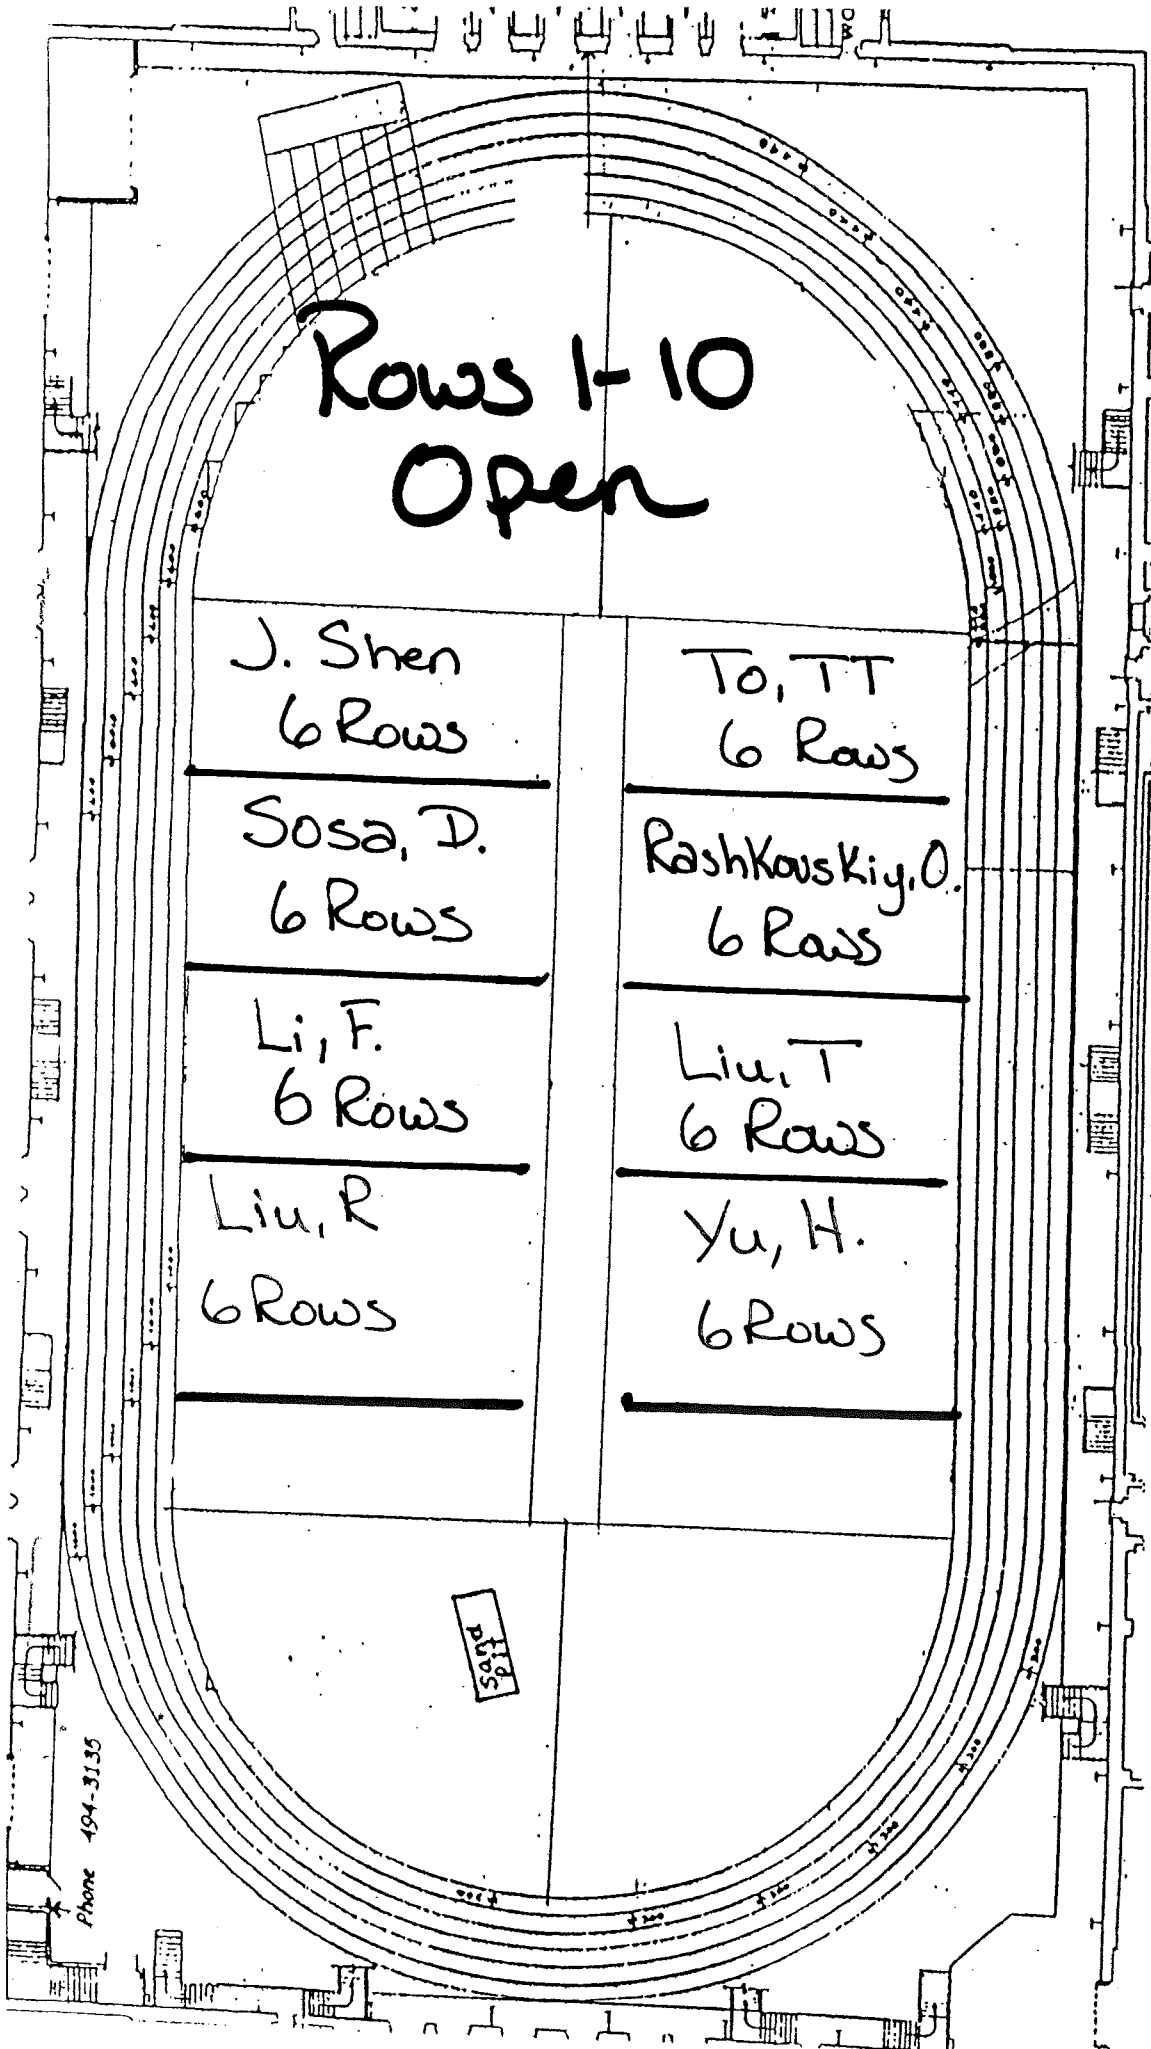 Rows 1-10
Open
J. Shen
6 Rows
To, TT
6 Rows
Sosa, D.
6 Rows
Rashkovskiy, O.
6 Rows
Li, F.
6 Rows
Liu, T
6 Rows
Liu, R
6 Rows
Yu, H.
6 Rows
Sand
Pit
Phone 494-3135